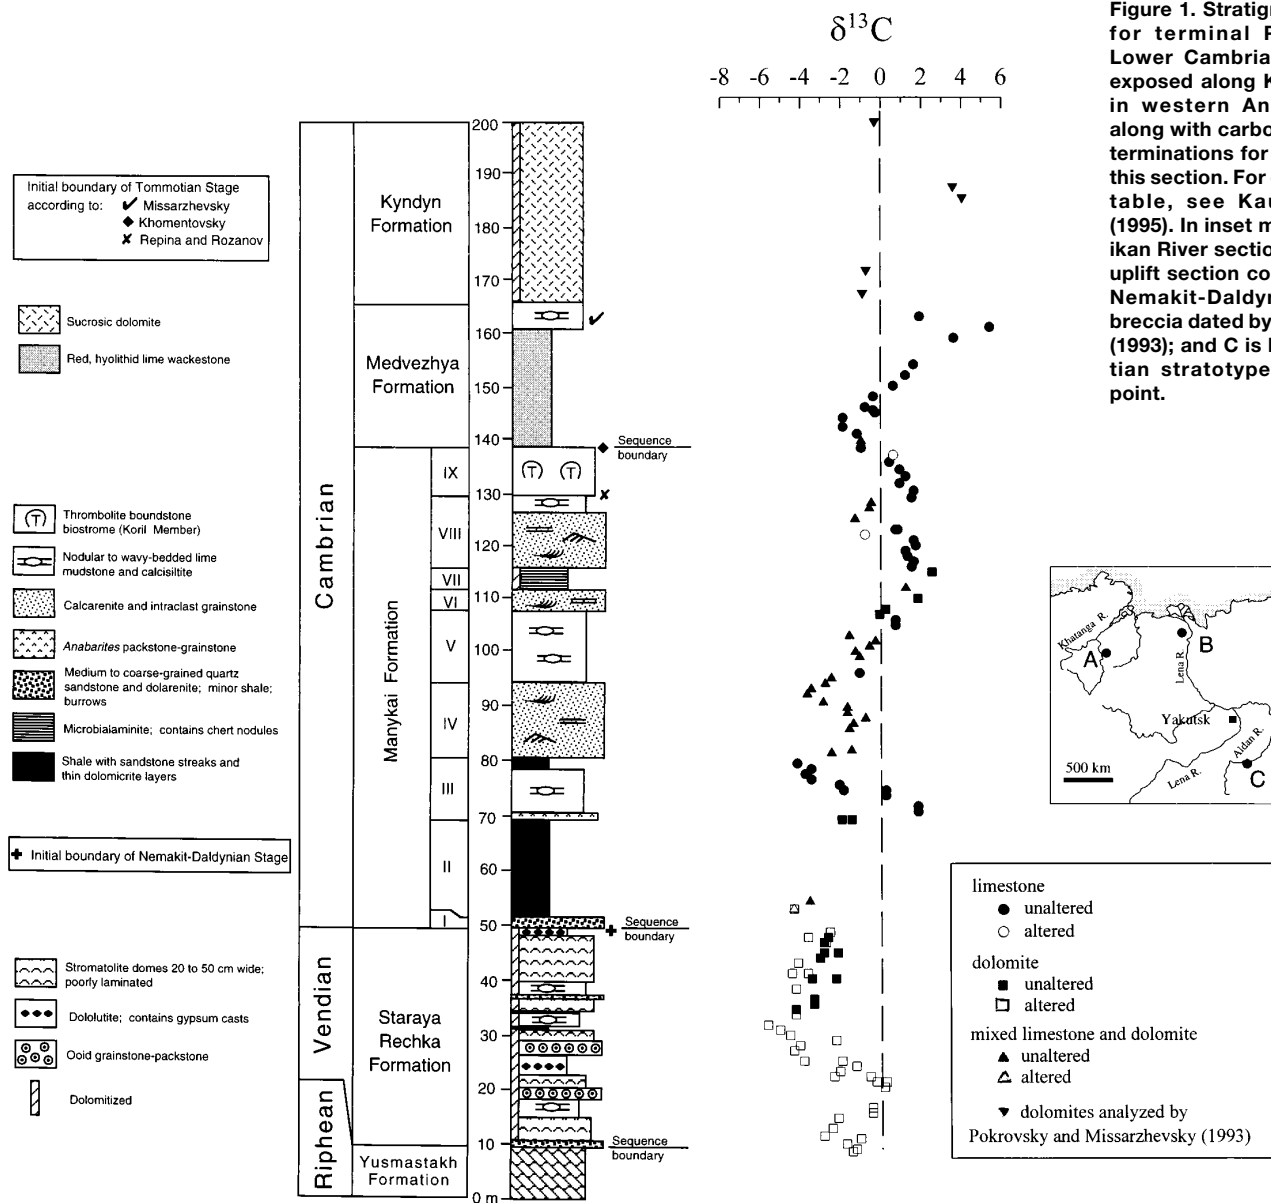 δ13C
-8 -6 -4 -2 0 2 4 6
Figure 1. Stratig
for terminal P
Lower Cambria
exposed along K
in western An
along with carbo
terminations for
this section. For
table, see Kau
(1995). In inset m
ikan River section
uplift section co
Nemakit-Daldyn
breccia dated by
(1993); and C is l
tian stratotype
point.
Initial boundary of Tommotian Stage
according to: Missarzhevsky
Khomentovsky
Repina and Rozanov
Sucrosic dolomite
Red, hyolithid lime wackestone
T
Thrombolite boundstone
biostrome (Koril Member)
Nodular to wavy-bedded lime
mudstone and calcisiltite
Calcarenite and intraclast grainstone
Anabarites packstone-grainstone
Medium to coarse-grained quartz
sandstone and dolarenite; minor shale;
burrows
Microbialaminite; contains chert nodules
Shale with sandstone streaks and
thin dolomicrite layers
Initial boundary of Nemakit-Daldynian Stage
Stromatolite domes 20 to 50 cm wide;
poorly laminated
Dololutite; contains gypsum casts
Ooid grainstone-packstone
Dolomitized
Cambrian
Vendian
Riphean
Kyndyn
Formation
Medvezhya
Formation
Manykai Formation
Staraya
Rechka
Formation
Yusmastakh
Formation
IX
VIII
VII
VI
V
IV
III
II
I
200
190
180
170
160
150
140
130
120
110
100
90
80
70
60
50
40
30
20
10
0 m
T T
Sequence
boundary
Sequence
boundary
Sequence
boundary
Khatanga R.
A
B
Lena R.
Yakutsk
Aldan R.
Lena R.
C
500 km
limestone
unaltered
altered
dolomite
unaltered
altered
mixed limestone and dolomite
unaltered
altered
dolomites analyzed by
Pokrovsky and Missarzhevsky (1993)